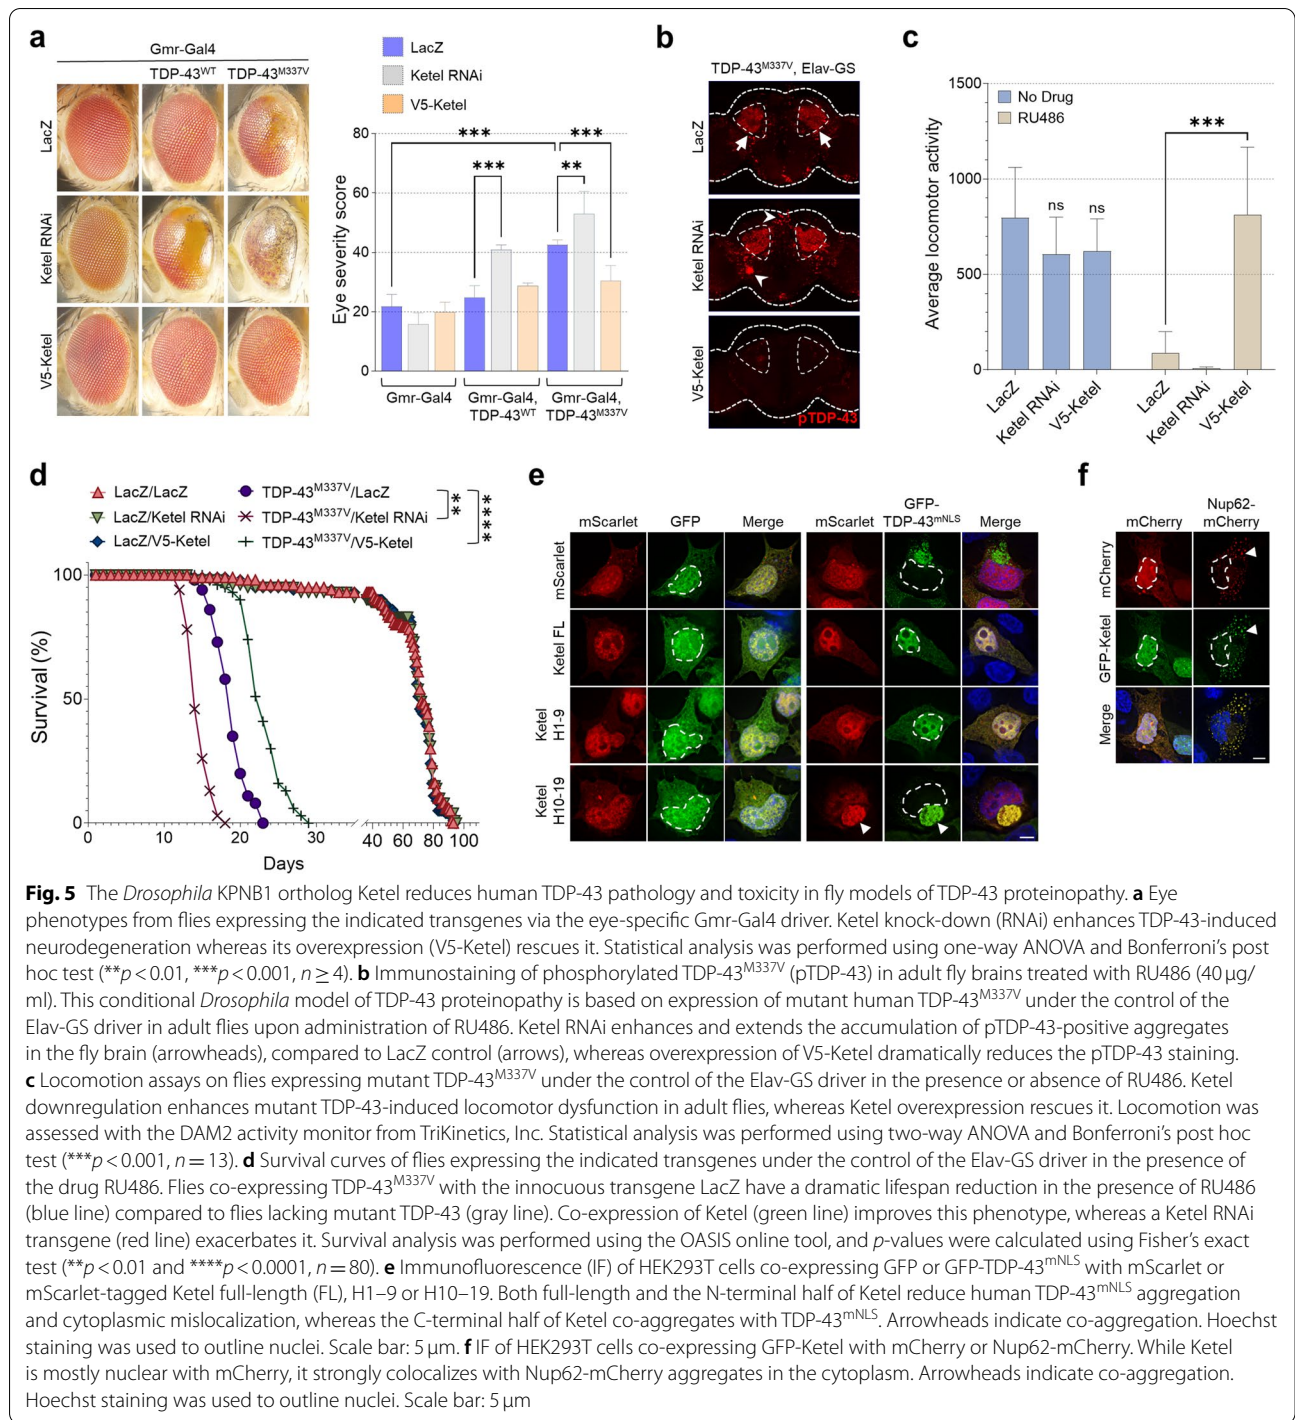 a
Gmr-Gal4
TDP-43WT TDP-43M337V
LacZ
Ketel RNAi
V5-Ketel
LacZ
Ketel RNAi
V5-Ketel
Eye severity score
80
60
40
20
0
***
***
***
**
Gmr-Gal4
Gmr-Gal4,
TDP-43WT
Gmr-Gal4,
TDP-43M337V
b
TDP-43M337V, Elav-GS
LacZ
Ketel RNAi
V5-Ketel
pTDP-43
c
Average locomotor activity
1500
1000
500
0
No Drug
RU486
ns
ns
***
LacZ
Ketel RNAi
V5-Ketel
LacZ
Ketel RNAi
V5-Ketel
d
LacZ/LacZ
LacZ/Ketel RNAi
LacZ/V5-Ketel
TDP-43M337V/LacZ
TDP-43M337V/Ketel RNAi
TDP-43M337V/V5-Ketel
**
****
Survival (%)
100
50
0
0 10 20 30 40 60 80 100
Days
e
mScarlet GFP Merge mScarlet GFP-TDP-43mNLS Merge
mScarlet
Ketel FL
Ketel H1-9
Ketel H10-19
f
mCherry Nup62-mCherry
mCherry
GFP-Ketel
Merge
Fig. 5 The Drosophila KPNB1 ortholog Ketel reduces human TDP-43 pathology and toxicity in fly models of TDP-43 proteinopathy. a Eye
phenotypes from flies expressing the indicated transgenes via the eye-specific Gmr-Gal4 driver. Ketel knock-down (RNAi) enhances TDP-43-induced
neurodegeneration whereas its overexpression (V5-Ketel) rescues it. Statistical analysis was performed using one-way ANOVA and Bonferroni's post
hoc test (**p < 0.01, ***p < 0.001, n ≥ 4). b Immunostaining of phosphorylated TDP-43M337V (pTDP-43) in adult fly brains treated with RU486 (40 μg/
ml). This conditional Drosophila model of TDP-43 proteinopathy is based on expression of mutant human TDP-43M337V under the control of the
Elav-GS driver in adult flies upon administration of RU486. Ketel RNAi enhances and extends the accumulation of pTDP-43-positive aggregates
in the fly brain (arrowheads), compared to LacZ control (arrows), whereas overexpression of V5-Ketel dramatically reduces the pTDP-43 staining.
c Locomotion assays on flies expressing mutant TDP-43M337V under the control of the Elav-GS driver in the presence or absence of RU486. Ketel
downregulation enhances mutant TDP-43-induced locomotor dysfunction in adult flies, whereas Ketel overexpression rescues it. Locomotion was
assessed with the DAM2 activity monitor from TriKinetics, Inc. Statistical analysis was performed using two-way ANOVA and Bonferroni's post hoc
test (***p < 0.001, n = 13). d Survival curves of flies expressing the indicated transgenes under the control of the Elav-GS driver in the presence of
the drug RU486. Flies co-expressing TDP-43M337V with the innocuous transgene LacZ have a dramatic lifespan reduction in the presence of RU486
(blue line) compared to flies lacking mutant TDP-43 (gray line). Co-expression of Ketel (green line) improves this phenotype, whereas a Ketel RNAi
transgene (red line) exacerbates it. Survival analysis was performed using the OASIS online tool, and p-values were calculated using Fisher's exact
test (**p < 0.01 and ****p < 0.0001, n = 80). e Immunofluorescence (IF) of HEK293T cells co-expressing GFP or GFP-TDP-43mNLS with mScarlet or
mScarlet-tagged Ketel full-length (FL), H1–9 or H10–19. Both full-length and the N-terminal half of Ketel reduce human TDP-43mNLS aggregation
and cytoplasmic mislocalization, whereas the C-terminal half of Ketel co-aggregates with TDP-43mNLS. Arrowheads indicate co-aggregation. Hoechst
staining was used to outline nuclei. Scale bar: 5 μm. f IF of HEK293T cells co-expressing GFP-Ketel with mCherry or Nup62-mCherry. While Ketel
is mostly nuclear with mCherry, it strongly colocalizes with Nup62-mCherry aggregates in the cytoplasm. Arrowheads indicate co-aggregation.
Hoechst staining was used to outline nuclei. Scale bar: 5 μm